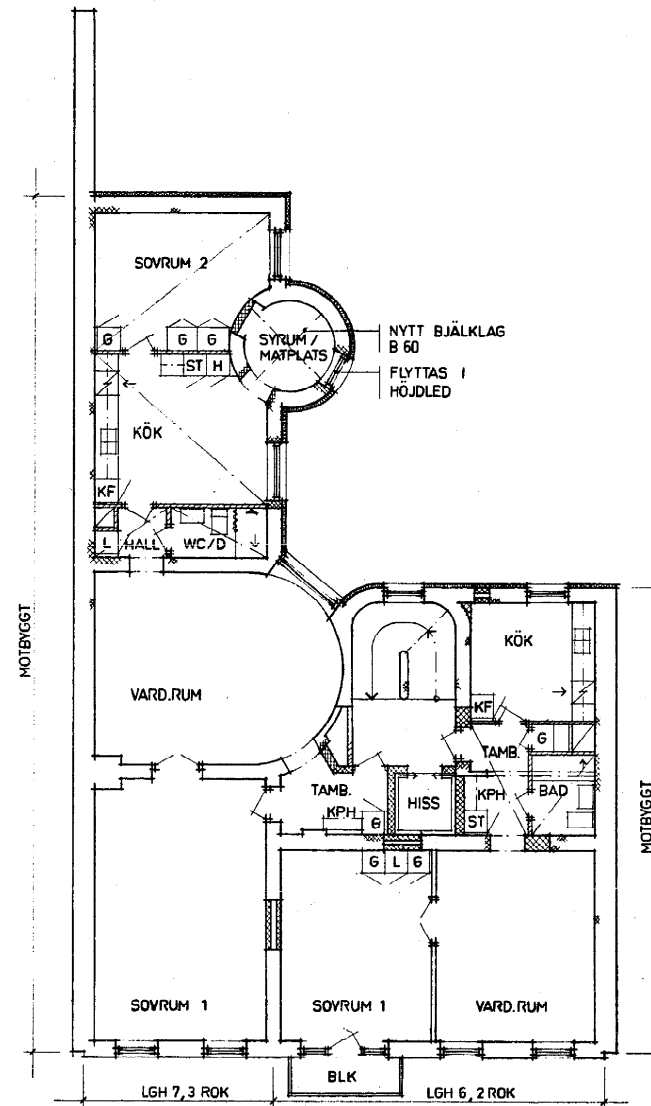 SOVRUM 2
NYTT BJÄLKLAG
B 60
SYRUM /
MATPLATS
G
G G
ST H
FLYTTAS I
HÖJDLED
KÖK
KF
L
HALL
WC/D
MOTBYGGT
KÖK
VARD.RUM
KF
TAMB.
G
TAMB.
KPH
G
HISS
KPH
ST
BAD
MOTBYGGT
G L G
SOVRUM 1
SOVRUM 1
VARD.RUM
BLK
LGH 7, 3 ROK
LGH 6, 2 ROK